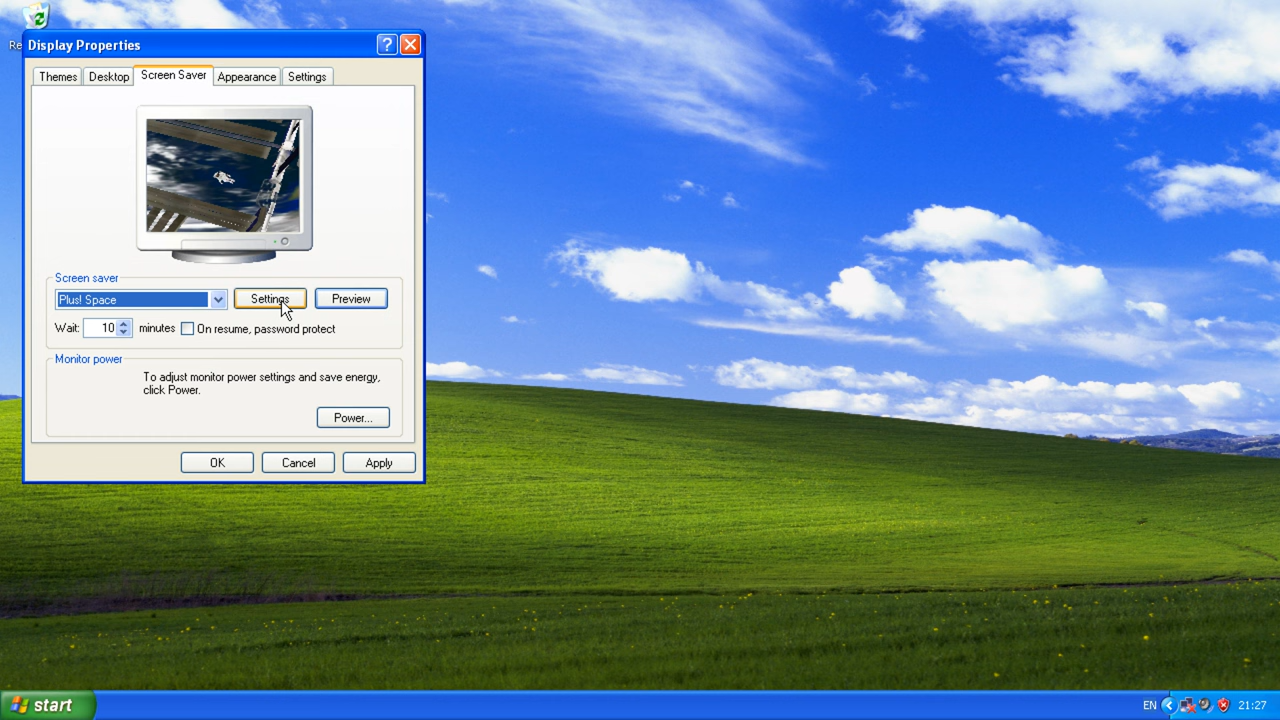 Re
Display Properties
Themes Desktop Screen Saver Appearance Settings
Screen saver
Plus! Space
Settings
Preview
Wait: 10 minutes
On resume, password protect
Monitor power
To adjust monitor power settings and save energy,
click Power.
Power...
OK Cancel Apply
start
EN
21:27